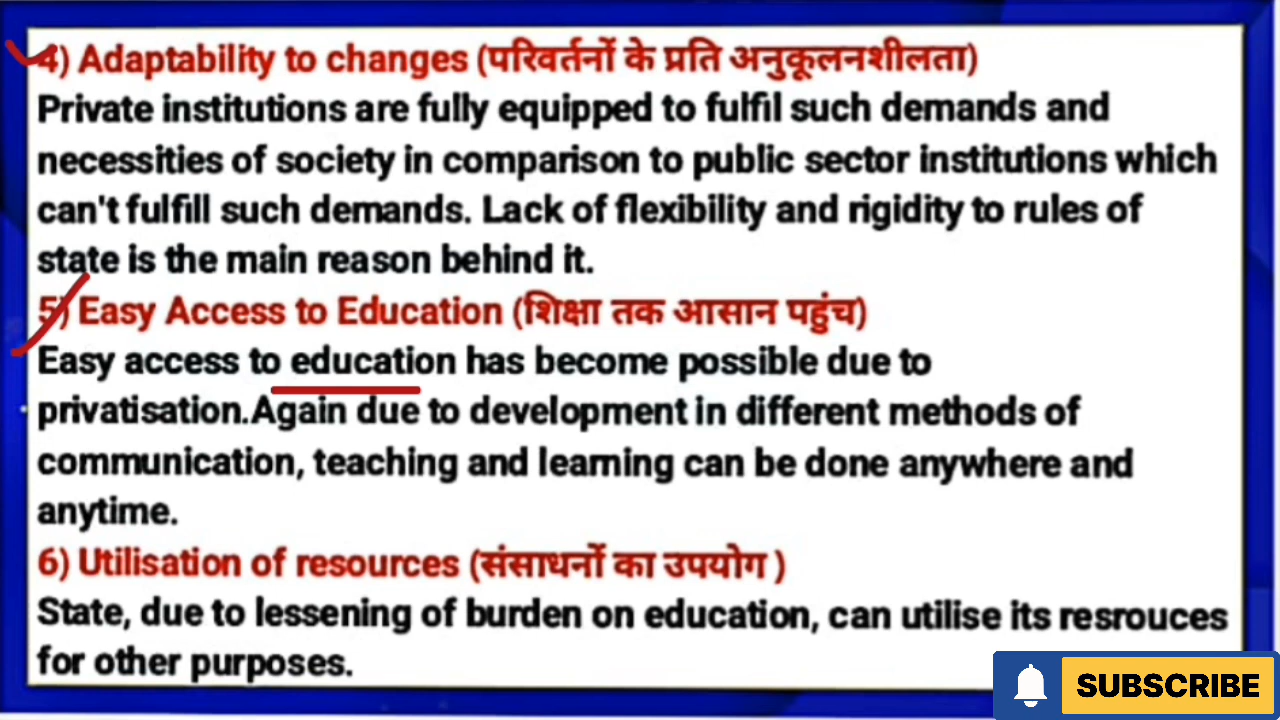 4) Adaptability to changes (परिवर्तनों के प्रति अनुकूलनशीलता)
Private institutions are fully equipped to fulfil such demands and
necessities of society in comparison to public sector institutions which
can't fulfill such demands. Lack of flexibility and rigidity to rules of
state is the main reason behind it.
5) Easy Access to Education (शिक्षा तक आसान पहुंच)
Easy access to education has become possible due to
privatisation.Again due to development in different methods of
communication, teaching and learning can be done anywhere and
anytime.
6) Utilisation of resources (संसाधनों का उपयोग )
State, due to lessening of burden on education, can utilise its resrouces
for other purposes.
SUBSCRIBE